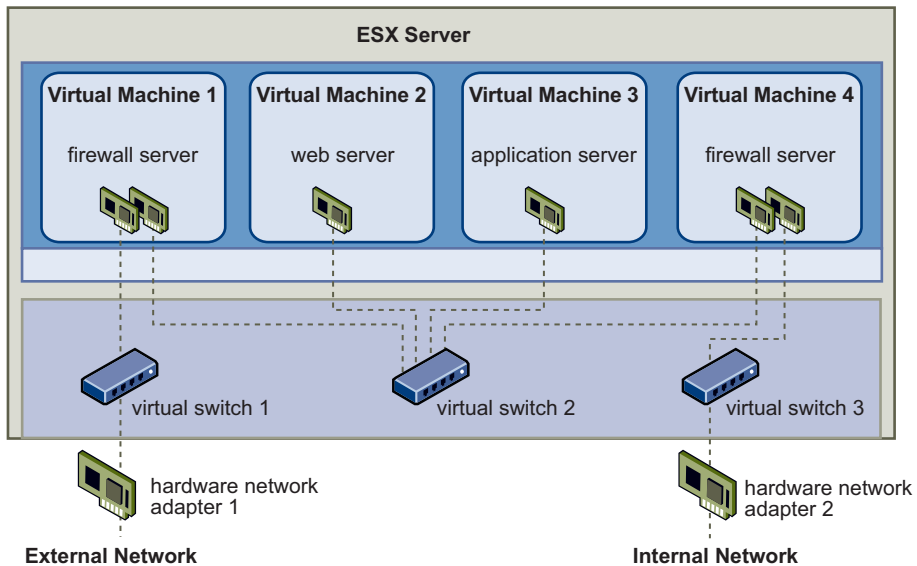 ESX Server
Virtual Machine 1
Virtual Machine 2
Virtual Machine 3
Virtual Machine 4
firewall server
web server
application server
firewall server
virtual switch 1
virtual switch 2
virtual switch 3
hardware network
adapter 1
hardware network
adapter 2
External Network
Internal Network